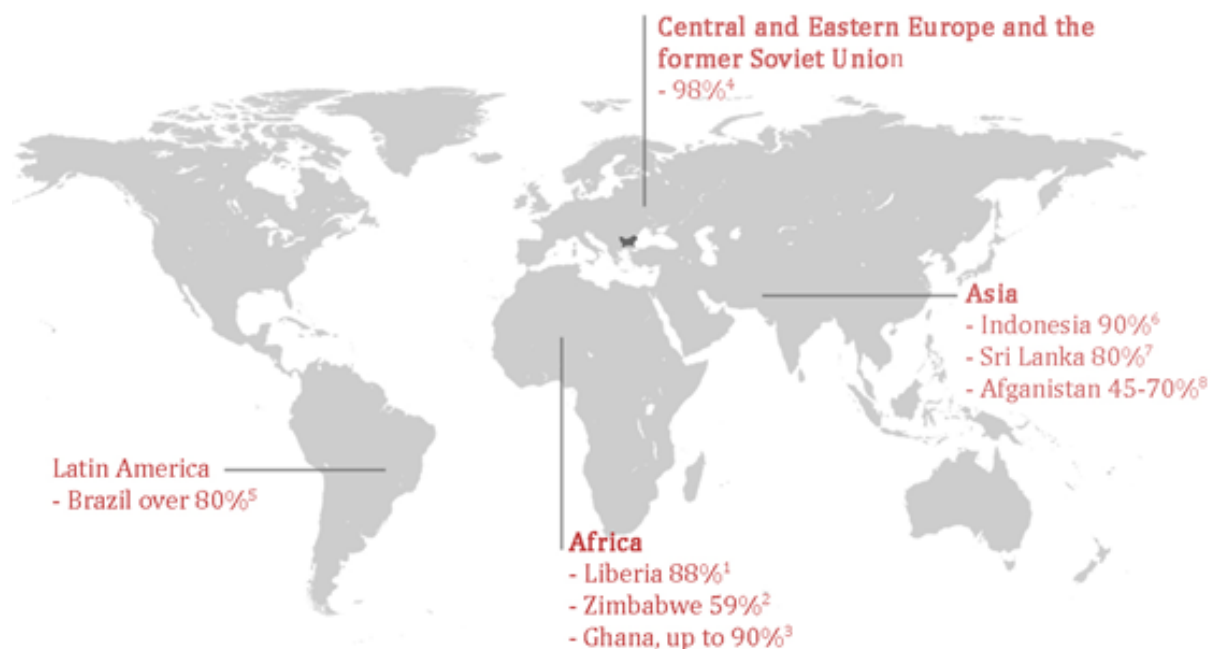 Central and Eastern Europe and the
former Soviet Union
- 98%⁴
Asia
- Indonesia 90%⁶
- Sri Lanka 80%⁷
- Afganistan 45-70%⁸
Latin America
- Brazil over 80%⁵
Africa
- Liberia 88%¹
- Zimbabwe 59%²
- Ghana, up to 90%³